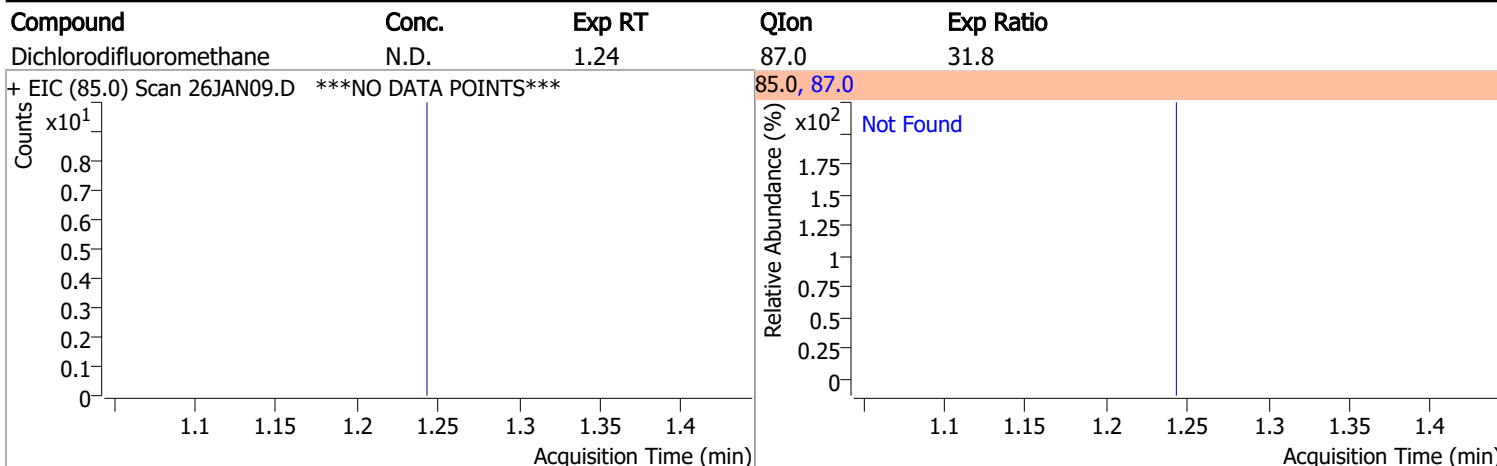 Compound Conc. Exp RT QIon Exp Ratio
Dichlorodifluoromethane N.D. 1.24 87.0 31.8
+ EIC (85.0) Scan 26JAN09.D ***NO DATA POINTS***
Counts
x10¹
0.8
0.7
0.6
0.5
0.4
0.3
0.2
0.1
0
1.1 1.15 1.2 1.25 1.3 1.35 1.4
Acquisition Time (min)
85.0, 87.0
Relative Abundance (%)
x10²
Not Found
1.75
1.5
1.25
1
0.75
0.5
0.25
0
1.1 1.15 1.2 1.25 1.3 1.35 1.4
Acquisition Time (min)